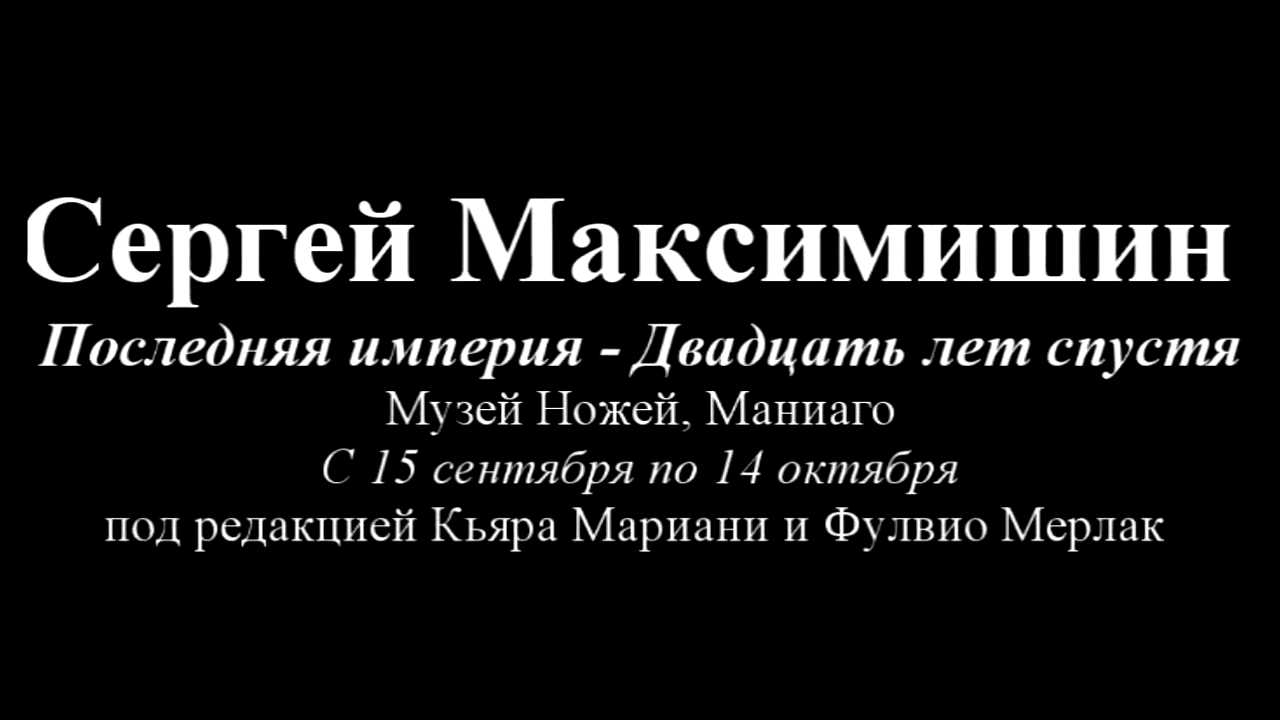 Сергей Максимишин
Последняя империя - Двадцать лет спустя
Музей Ножей, Маниаго
С 15 сентября по 14 октября
под редакцией Кьяра Мариани и Фулвио Мерлак